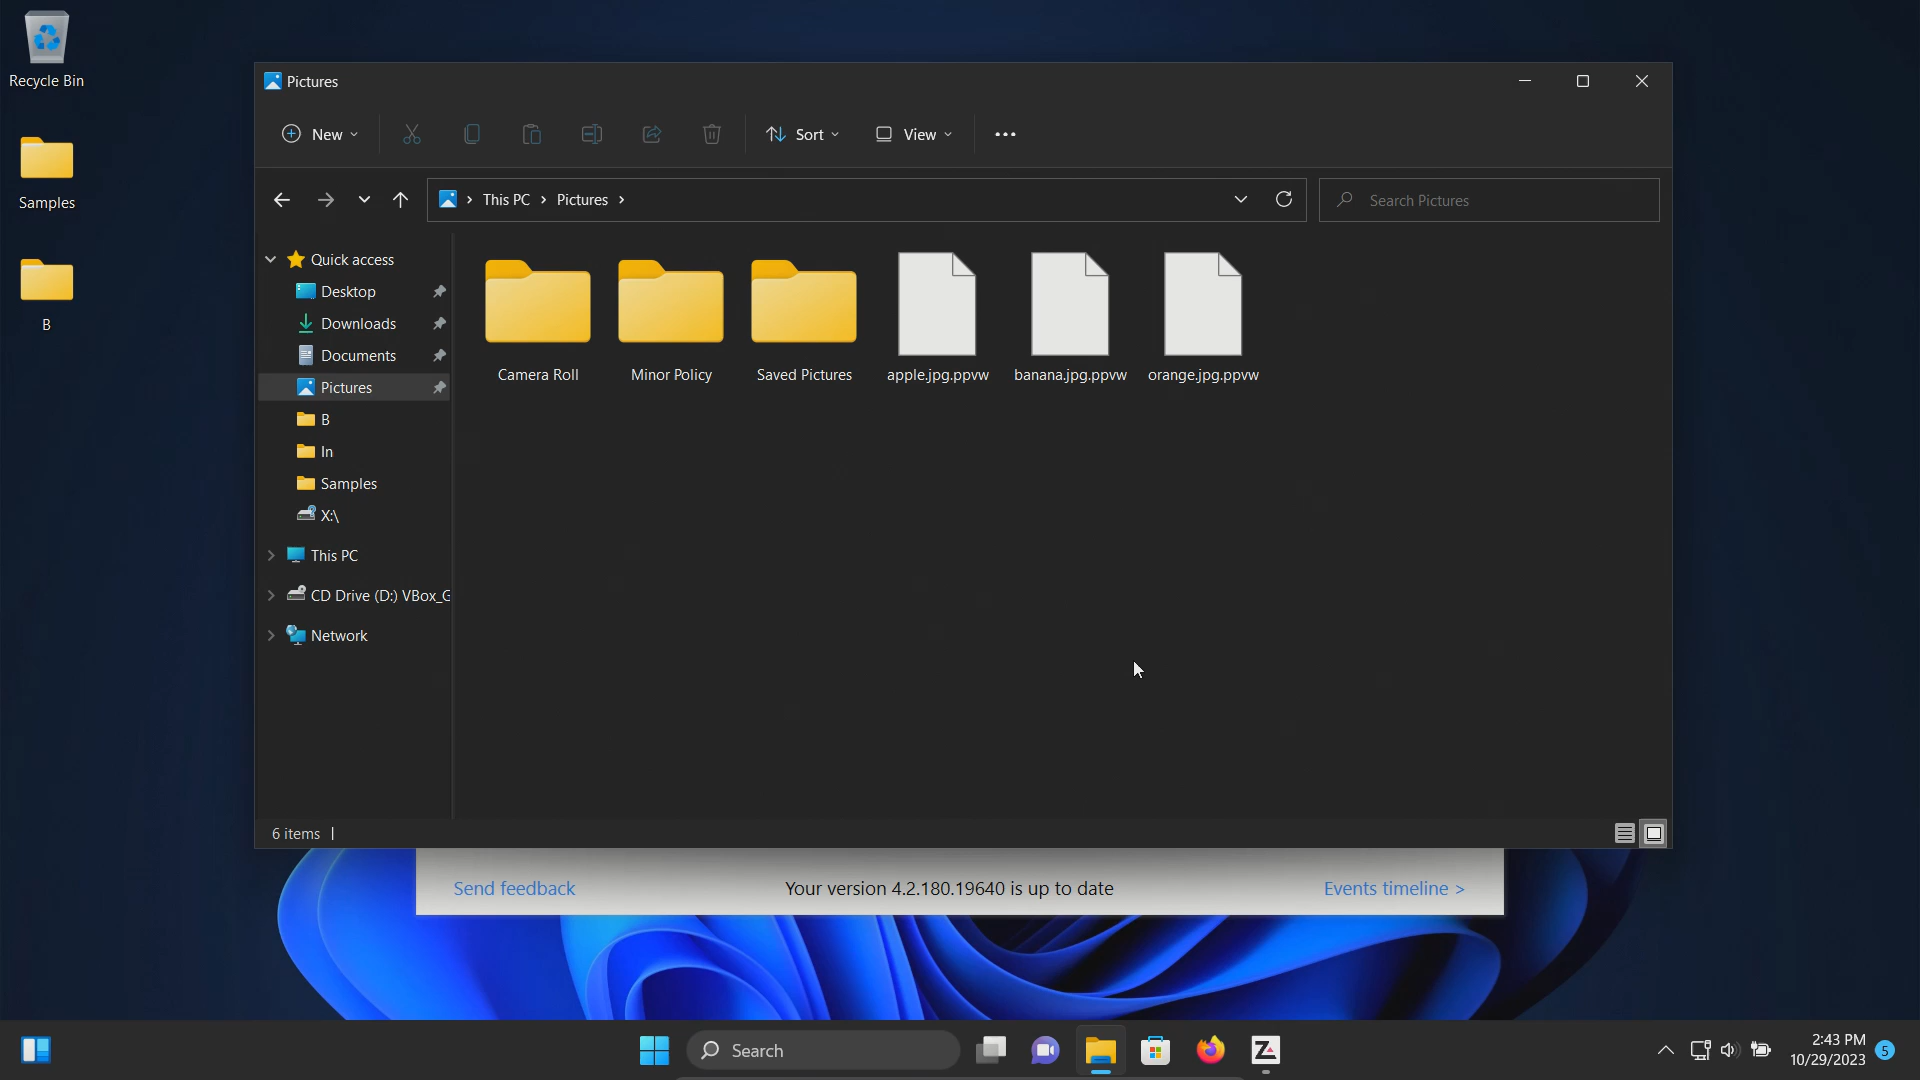 Recycle Bin
Samples
B
Pictures
New
Sort
View
This PC
Pictures
Search Pictures
Quick access
Desktop
Downloads
Documents
Pictures
B
In
Samples
X:\
This PC
CD Drive (D:) VBox_G
Network
Camera Roll
Minor Policy
Saved Pictures
apple.jpg.ppvw
banana.jpg.ppvw
orange.jpg.ppvw
6 items
Send feedback
Your version 4.2.180.19640 is up to date
Events timeline >
Search
Z
2:43 PM
10/29/2023
5